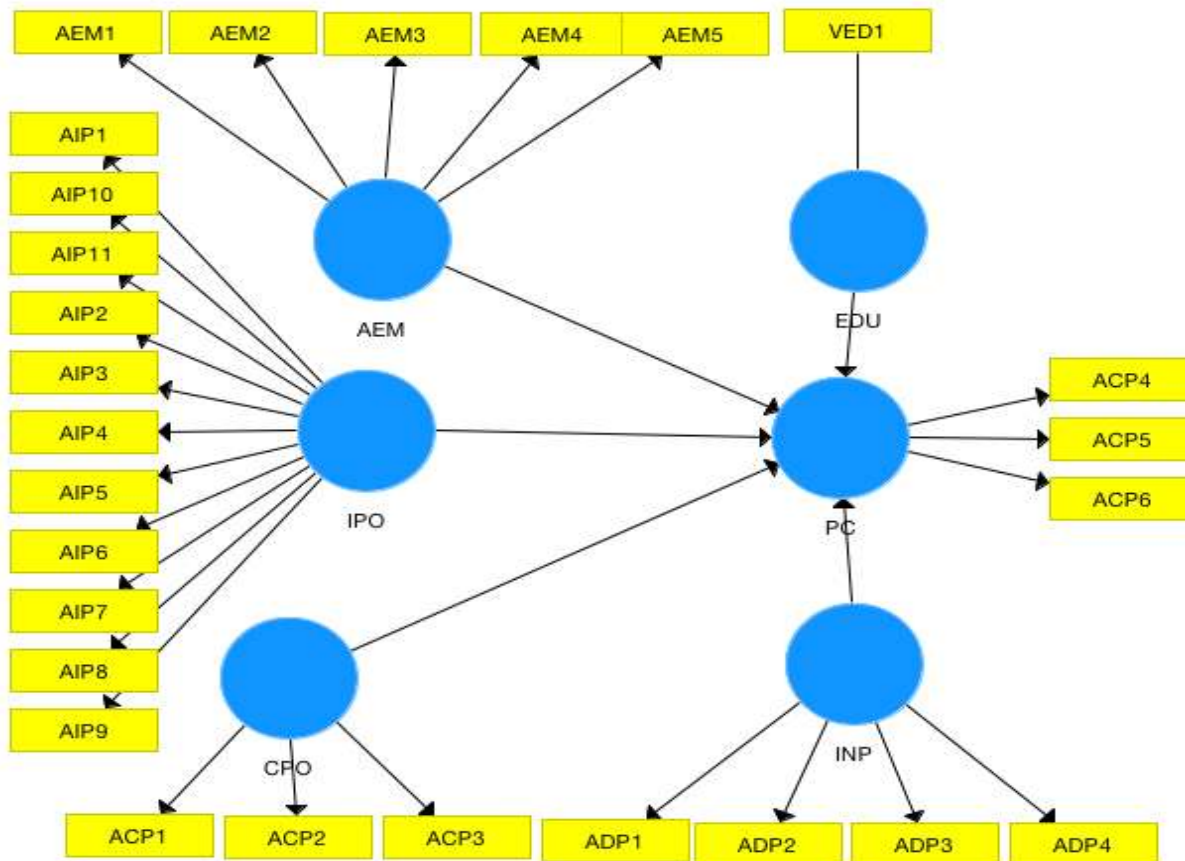 AEM1
AEM2
AEM3
AEM4
AEM5
VED1
AIP1
AIP10
AIP11
AIP2
AIP3
AIP4
AIP5
AIP6
AIP7
AIP8
AIP9
AEM
EDU
IPO
PC
ACP4
ACP5
ACP6
CPO
INP
ACP1
ACP2
ACP3
ADP1
ADP2
ADP3
ADP4